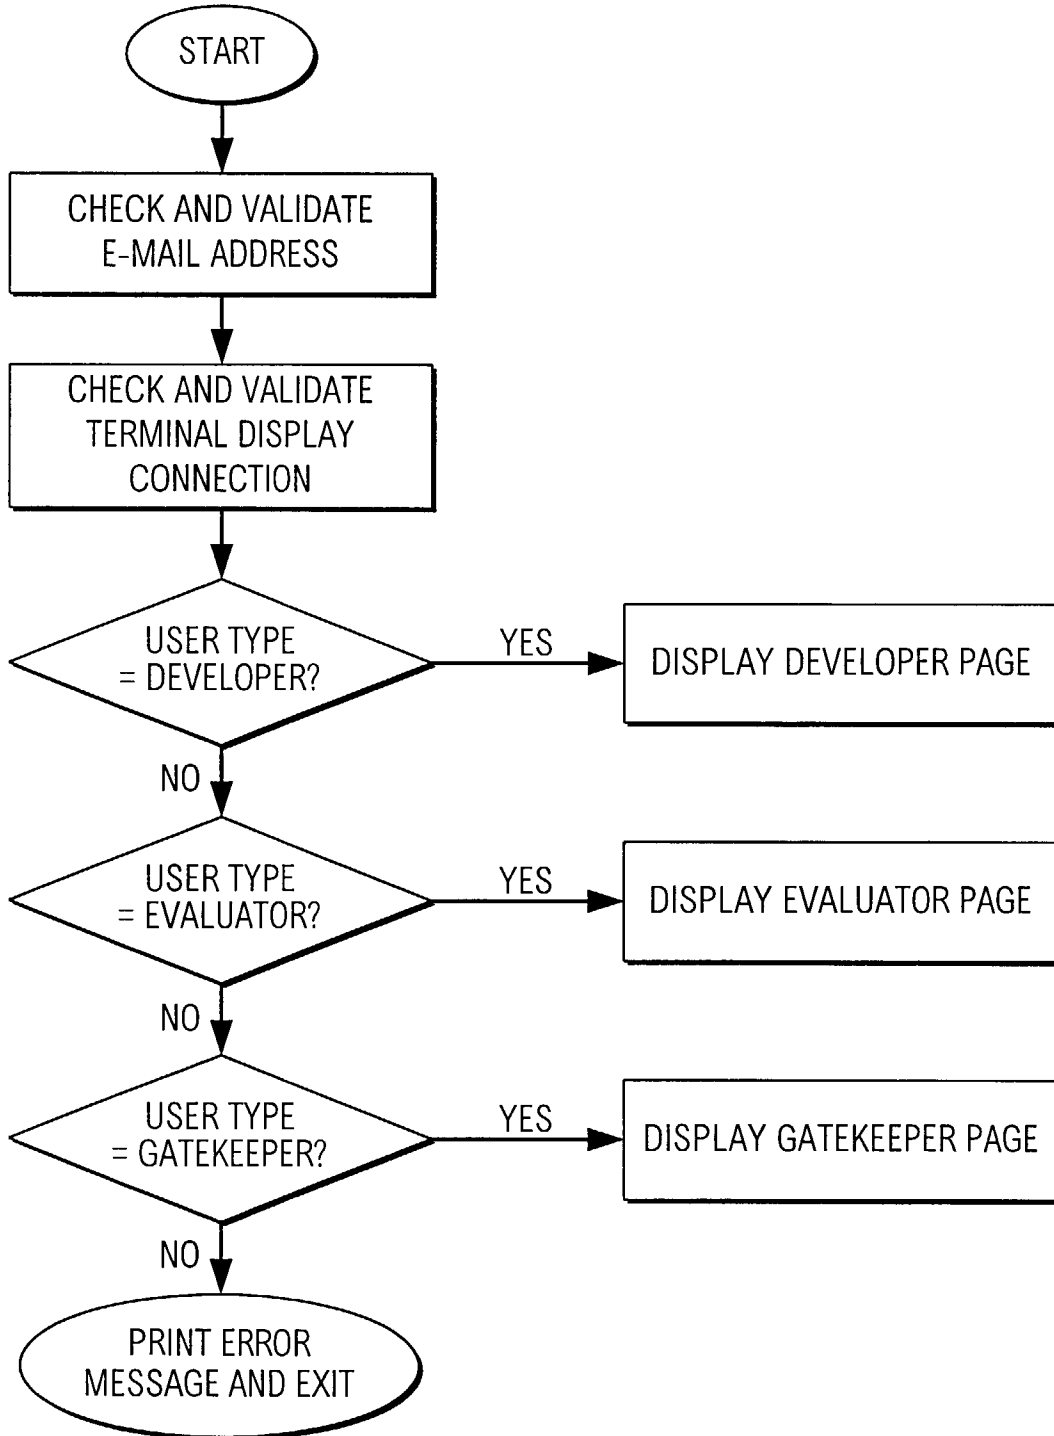 START
CHECK AND VALIDATE
E-MAIL ADDRESS
CHECK AND VALIDATE
TERMINAL DISPLAY
CONNECTION
USER TYPE
= DEVELOPER?
YES
DISPLAY DEVELOPER PAGE
NO
USER TYPE
= EVALUATOR?
YES
DISPLAY EVALUATOR PAGE
NO
USER TYPE
= GATEKEEPER?
YES
DISPLAY GATEKEEPER PAGE
NO
PRINT ERROR
MESSAGE AND EXIT